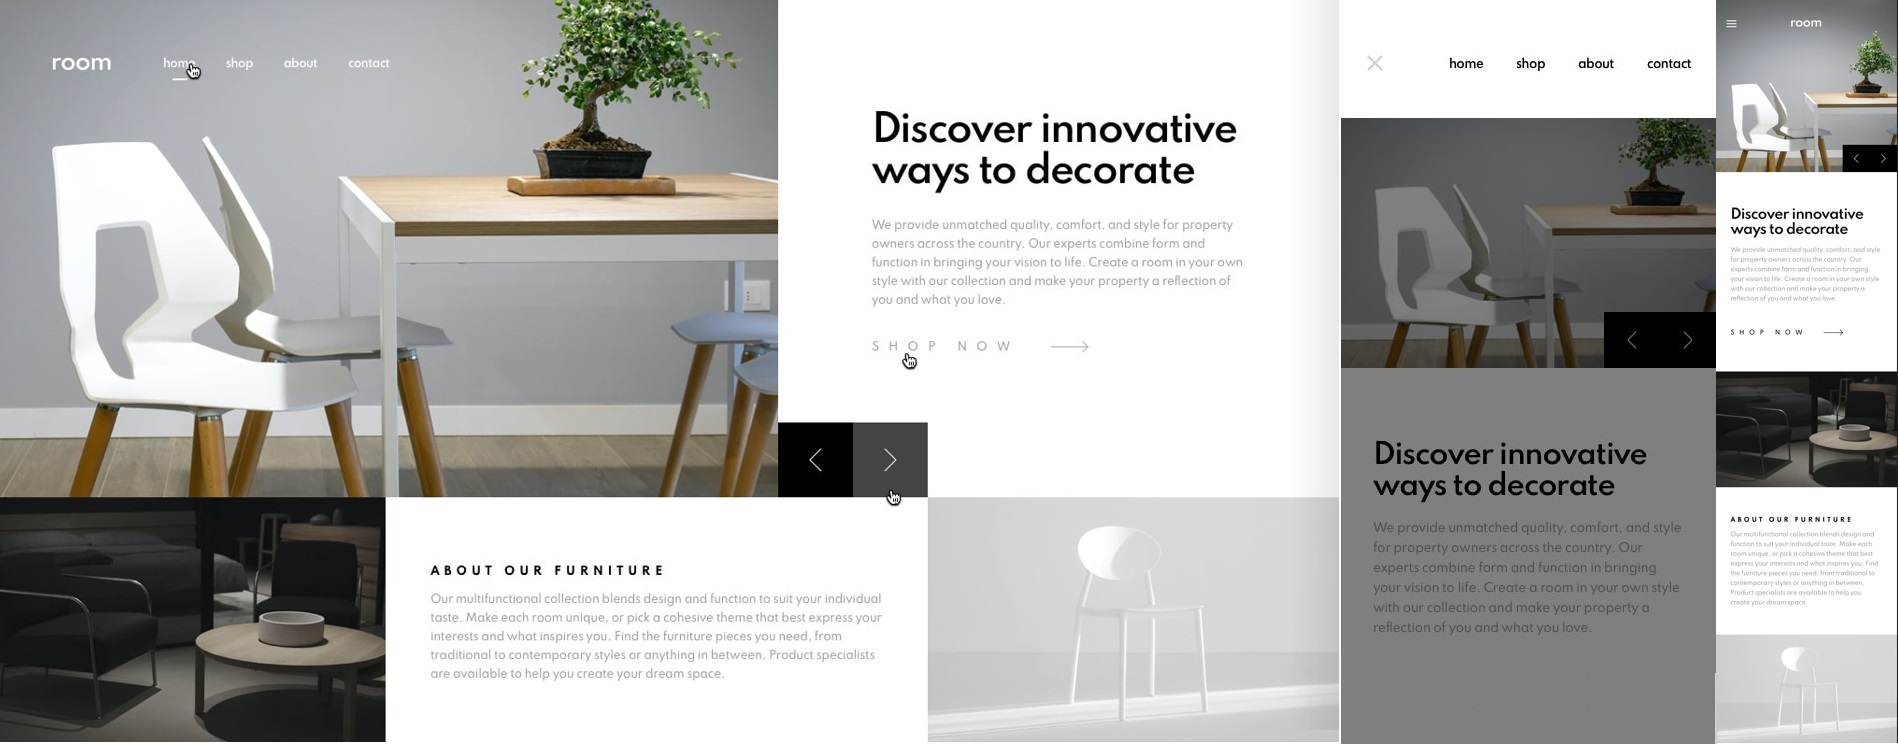 room
home
shop
about
contact
Discover innovative
ways to decorate
We provide unmatched quality, comfort, and style for property
owners across the country. Our experts combine form and
function in bringing your vision to life. Create a room in your own
style with our collection and make your property a reflection of
you and what you love.
SHOP NOW
ABOUT OUR FURNITURE
Our multifunctional collection blends design and function to suit your individual
taste. Make each room unique, or pick a cohesive theme that best express your
interests and what inspires you. Find the furniture pieces you need, from
traditional to contemporary styles or anything in between. Product specialists
are available to help you create your dream space.
home
shop
about
contact
Discover innovative
ways to decorate
We provide unmatched quality, comfort, and style
for property owners across the country. Our
experts combine form and function in bringing
your vision to life. Create a room in your own style
with our collection and make your property a
reflection of you and what you love.
room
Discover innovative
ways to decorate
We provide unmatched quality, comfort, and style
for property owners across the country. Our
experts combine form and function in bringing
your vision to life. Create a room in your own style
with our collection and make your property a
reflection of you and what you love.
SHOP NOW
ABOUT OUR FURNITURE
Our multifunctional collection blends design and
function to suit your individual taste. Make each
room unique, or pick a cohesive theme that best
express your interests and what inspires you. Find
the furniture pieces you need, from traditional to
contemporary styles or anything in between.
Product specialists are available to help you
create your dream space.